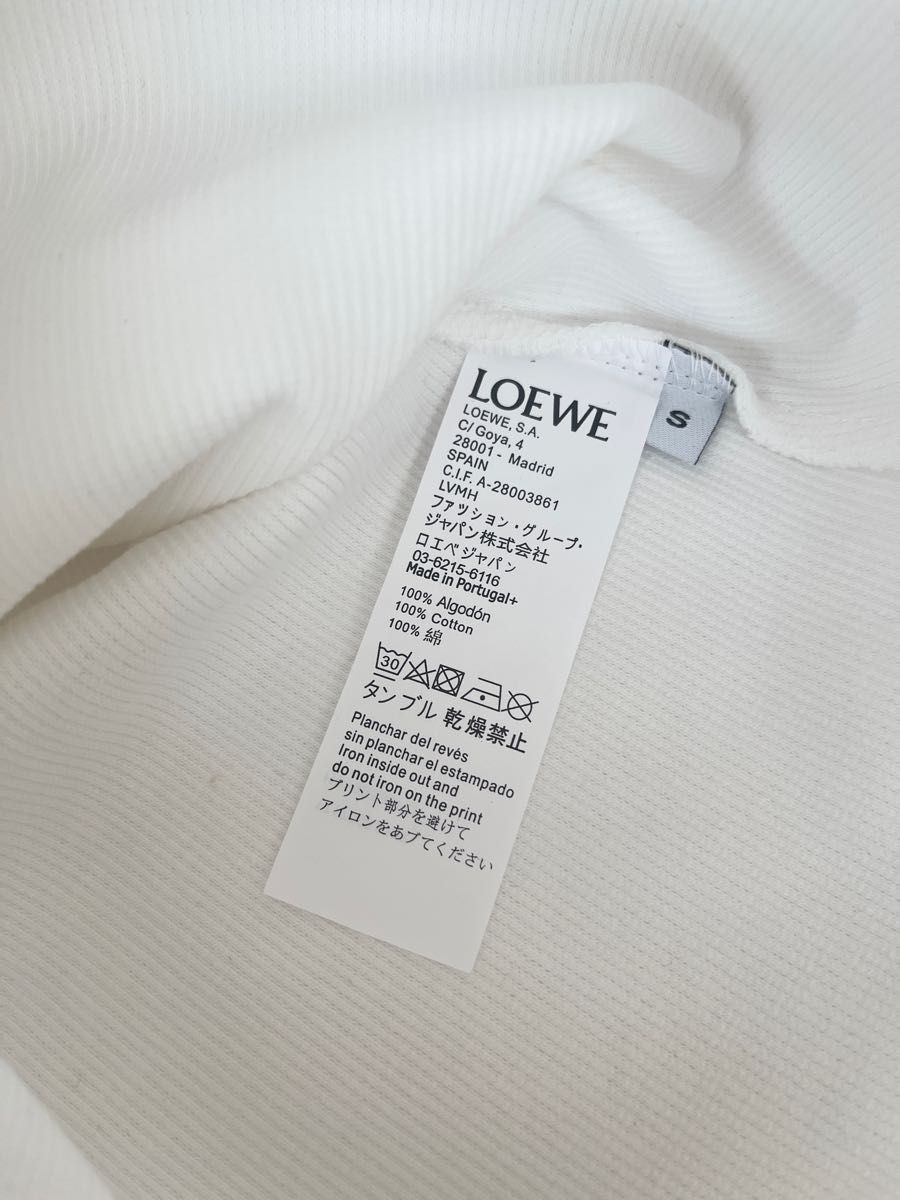 LOEWE
LOEWE, S.A.
C/ Goya, 4
28001 - Madrid
SPAIN
C.I.F. A-28003861
LVMH
ファッション・グループ・
ジャパン株式会社
ロエベジャパン
03-6215-6116
Made in Portugal+
100% Algodón
100% Cotton
100% 綿
30
タンブル 乾燥禁止
Planchar del revés
sin planchar el estampado
Iron inside out and
do not iron on the print
プリント部分を避けて
アイロンをあブてください
S